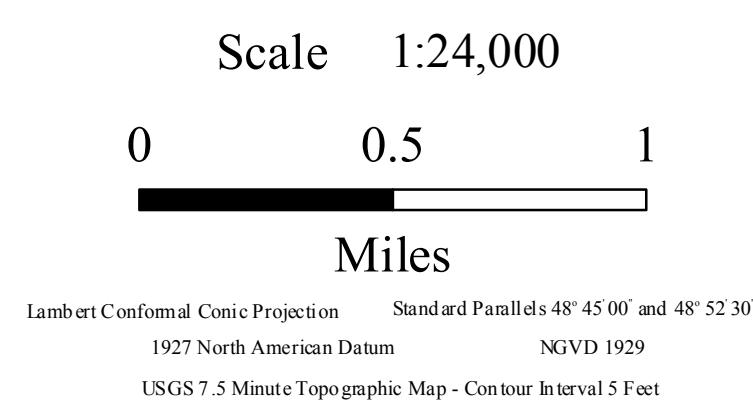 Scale 1:24,000
0 0.5 1
Miles
Lambert Conformal Conic Projection Standard Parallels 48° 45' 00" and 48° 52' 30"
1927 North American Datum NGVD 1929
USGS 7.5 Minute Topographic Map - Contour Interval 5 Feet